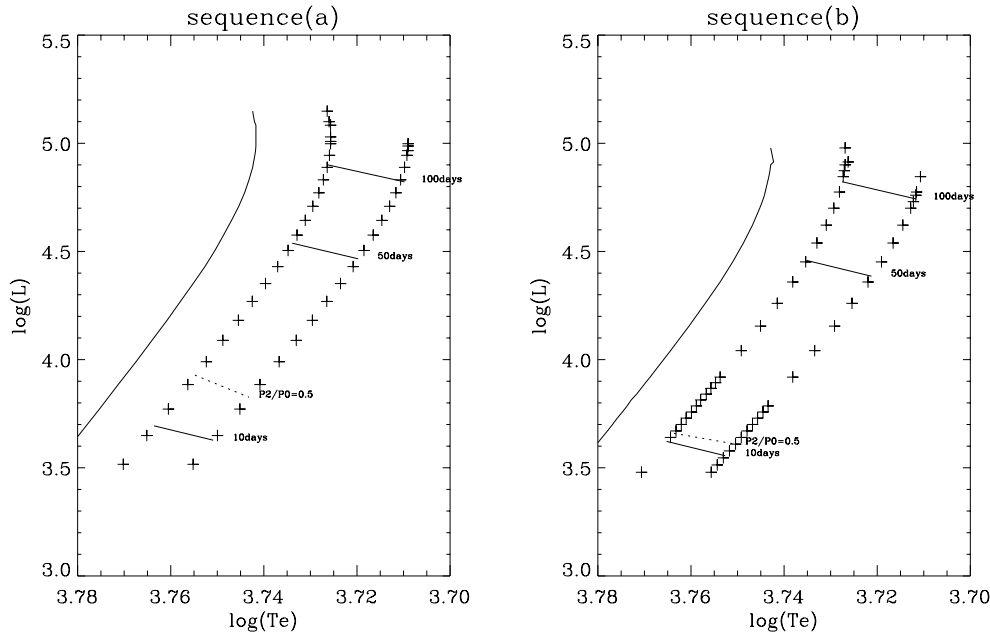 sequence(a)
5.5
5.0
4.5
4.0
3.5
3.0
log(L)
100days
50days
P2/P0=0.5
10days
3.78
3.76
3.74
3.72
3.70
log(Te)
sequence(b)
5.5
5.0
4.5
4.0
3.5
3.0
log(L)
100days
50days
P2/P0=0.5
10days
3.78
3.76
3.74
3.72
3.70
log(Te)